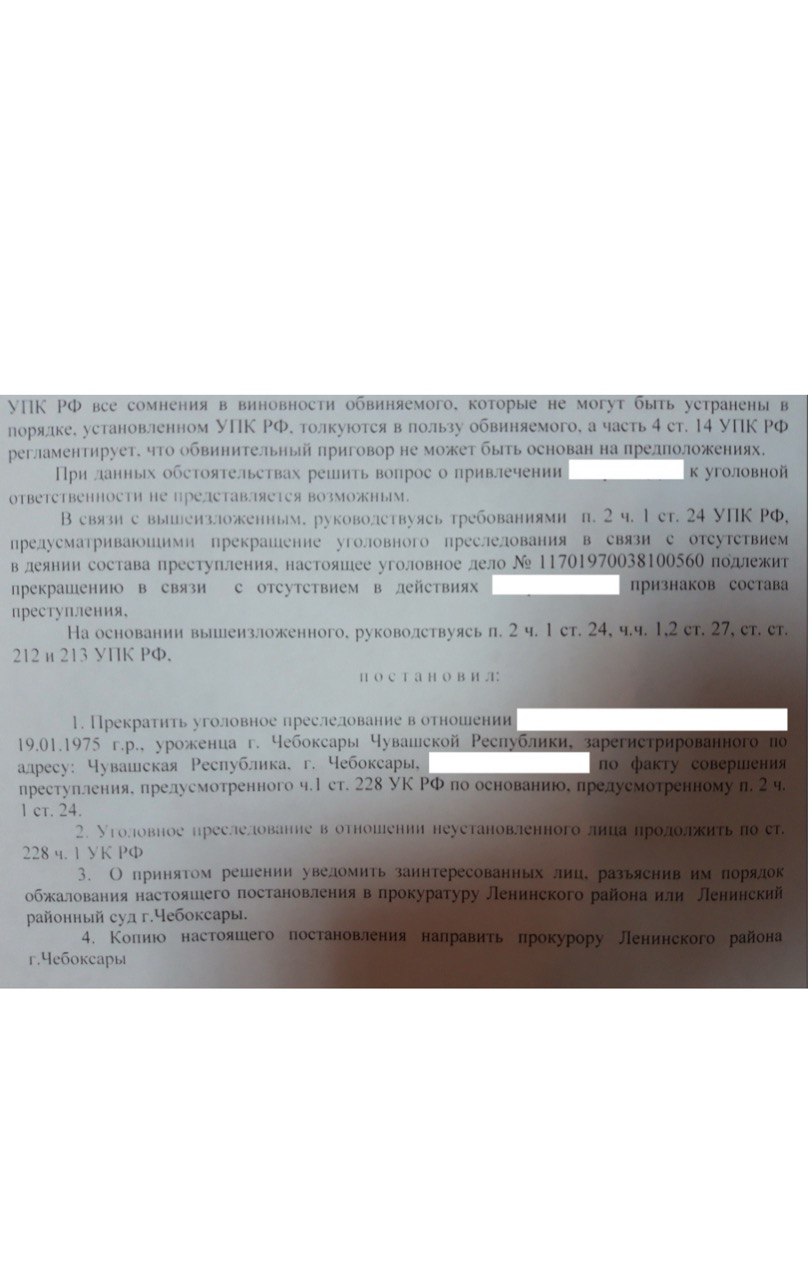 УПК РФ все сомнения в виновности обвиняемого, которые не могут быть устранены в
порядке, установленном УПК РФ, толкуются в пользу обвиняемого, а часть 4 ст. 14 УПК РФ
регламентирует, что обвинительный приговор не может быть основан на предположениях.
При данных обстоятельствах решить вопрос о привлечении к уголовной
ответственности не представляется возможным.
В связи с вышеизложенным, руководствуясь требованиями п. 2 ч. 1 ст. 24 УПК РФ,
предусматривающими прекращение уголовного преследования в связи с отсутствием
в деянии состава преступления, настоящее уголовное дело № 11701970038100560 подлежит
прекращению в связи с отсутствием в действиях признаков состава
преступления,
На основании вышеизложенного, руководствуясь п. 2 ч. 1 ст. 24, ч.ч. 1,2 ст. 27, ст. ст.
212 и 213 УПК РФ,
п о с т а н о в и л:
1. Прекратить уголовное преследование в отношении
19.01.1975 г.р., уроженца г. Чебоксары Чувашской Республики, зарегистрированного по
адресу: Чувашская Республика, г. Чебоксары, по факту совершения
преступления, предусмотренного ч.1 ст. 228 УК РФ по основанию, предусмотренному п. 2 ч.
1 ст. 24.
2. Уголовное преследование в отношении неустановленного лица продолжить по ст.
228 ч. 1 УК РФ
3. О принятом решении уведомить заинтересованных лиц, разъяснив им порядок
обжалования настоящего постановления в прокуратуру Ленинского района или Ленинский
районный суд г.Чебоксары.
4. Копию настоящего постановления направить прокурору Ленинского района
г.Чебоксары